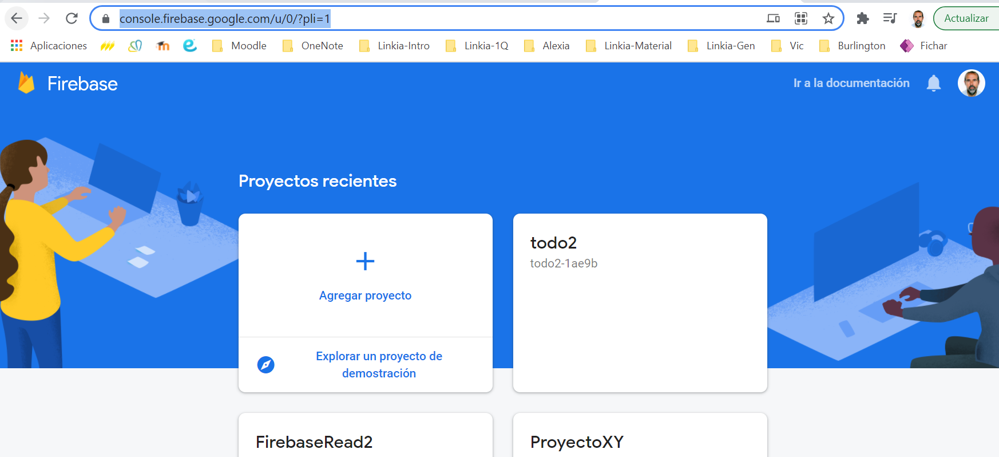 console.firebase.google.com/u/0/?pli=1
Actualizar
Aplicaciones Moodle OneNote Linkia-Intro Linkia-1Q Alexia Linkia-Material Linkia-Gen Vic Burlington Fichar
Firebase
Ir a la documentación
Proyectos recientes
Agregar proyecto
Explorar un proyecto de
demostración
todo2
todo2-1ae9b
FirebaseRead2
ProyectoXY